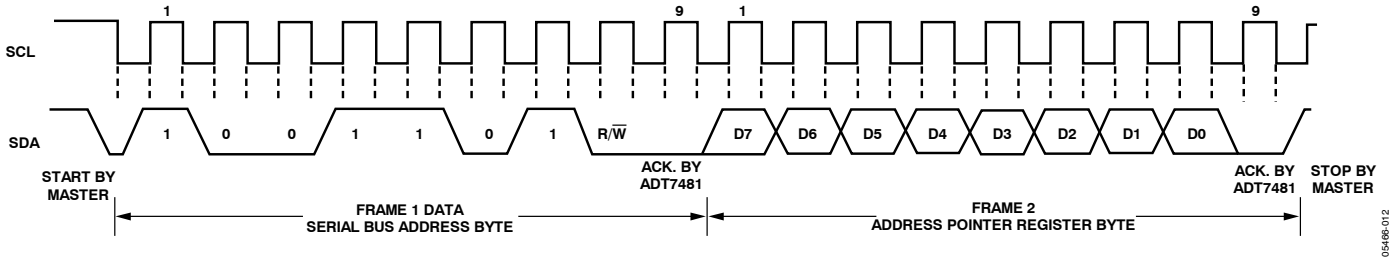 1 9 1 9
SCL
SDA
1 0 0 1 1 0 1 R/W̅ D7 D6 D5 D4 D3 D2 D1 D0
START BY
MASTER
ACK. BY
ADT7481
ACK. BY
ADT7481
STOP BY
MASTER
FRAME 1 DATA
SERIAL BUS ADDRESS BYTE
FRAME 2
ADDRESS POINTER REGISTER BYTE
05466-012